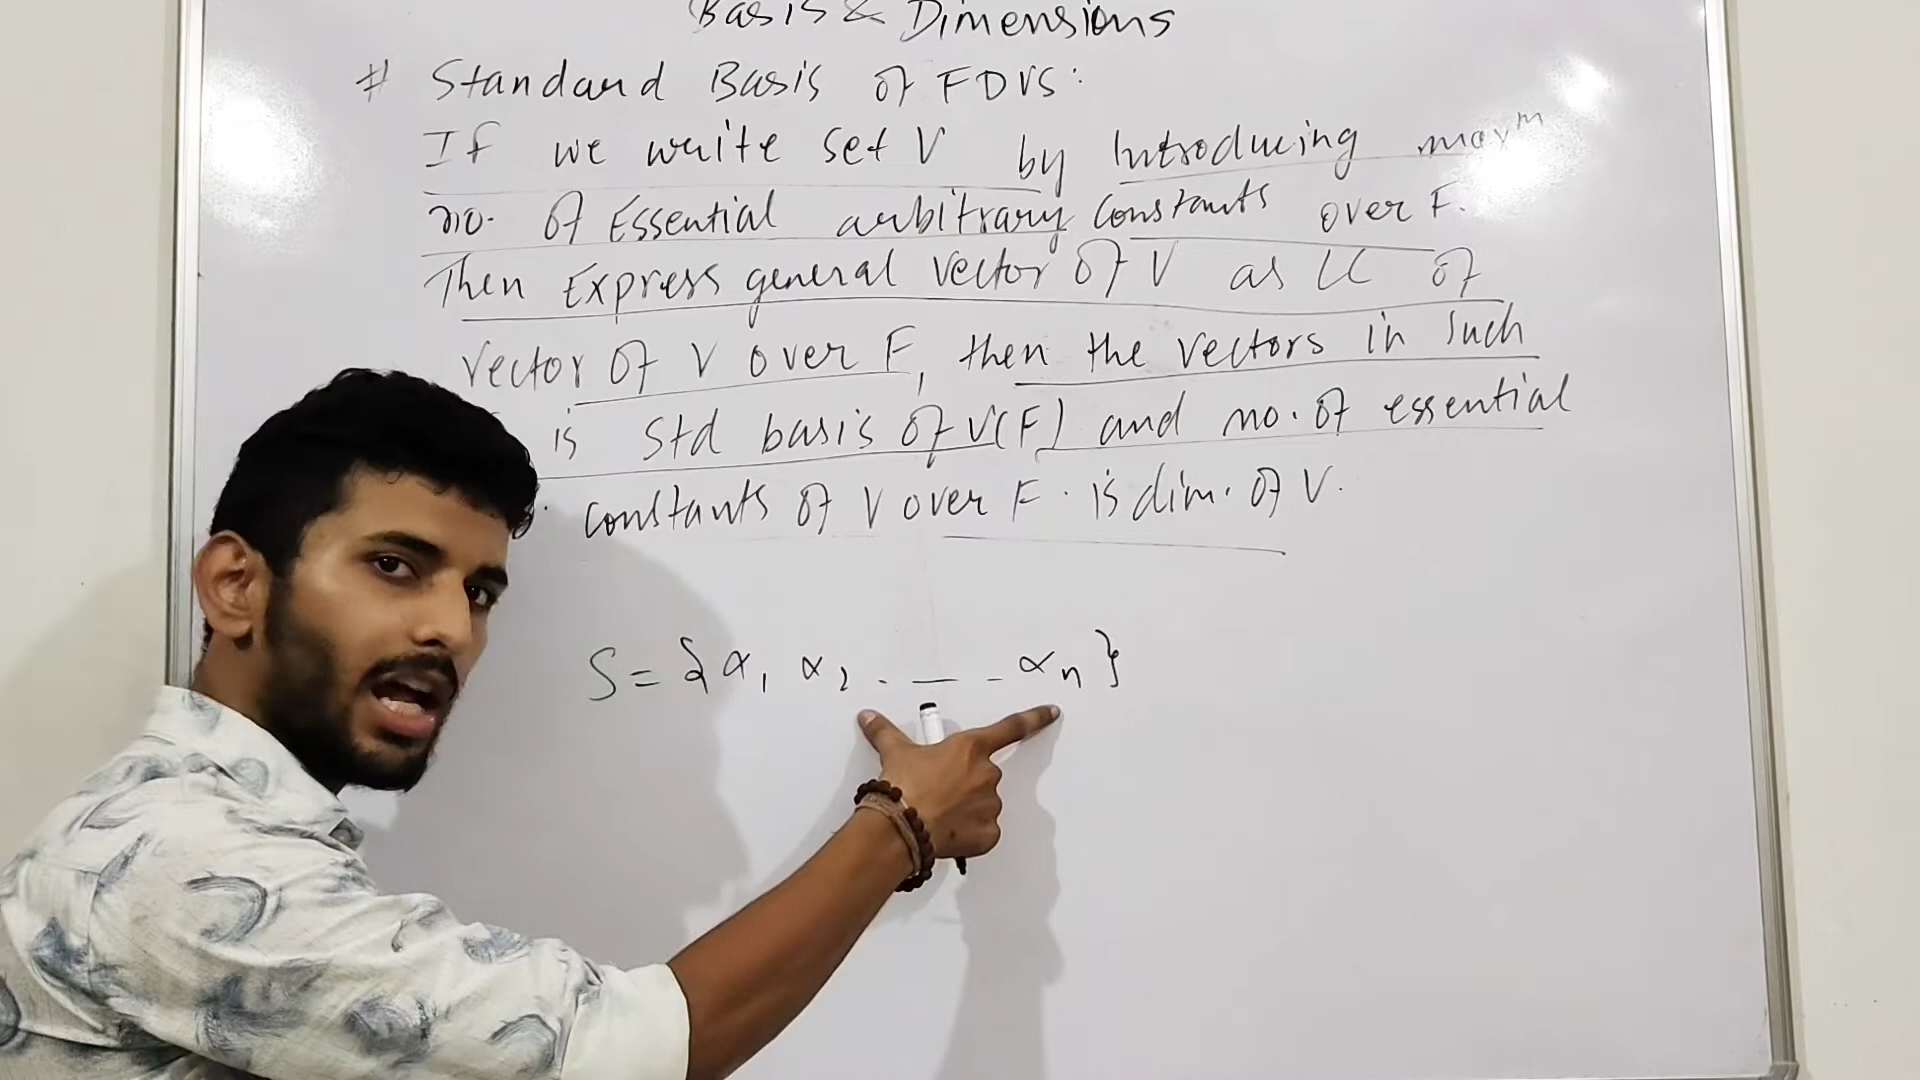 Basis & Dimensions
# Standard Basis of FDVS:
If we write set V by Introducing maxᵐ
no. of Essential arbitrary constants over F.
Then Express general vector of V as LC of
vector of V over F, then the vectors in such
is std basis of V(F) and no. of essential
constants of V over F. is dim. of V.
S = {α₁ α₂ . _ - αₙ}